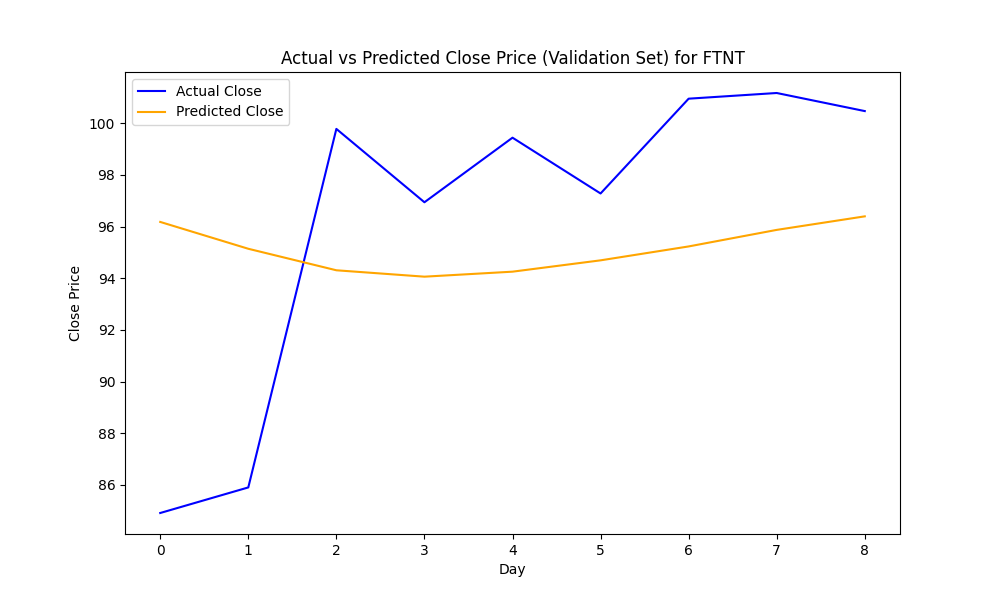 Actual vs Predicted Close Price (Validation Set) for FTNT
Actual Close
Predicted Close
Close Price
100
98
96
94
92
90
88
86
0 1 2 3 4 5 6 7 8
Day